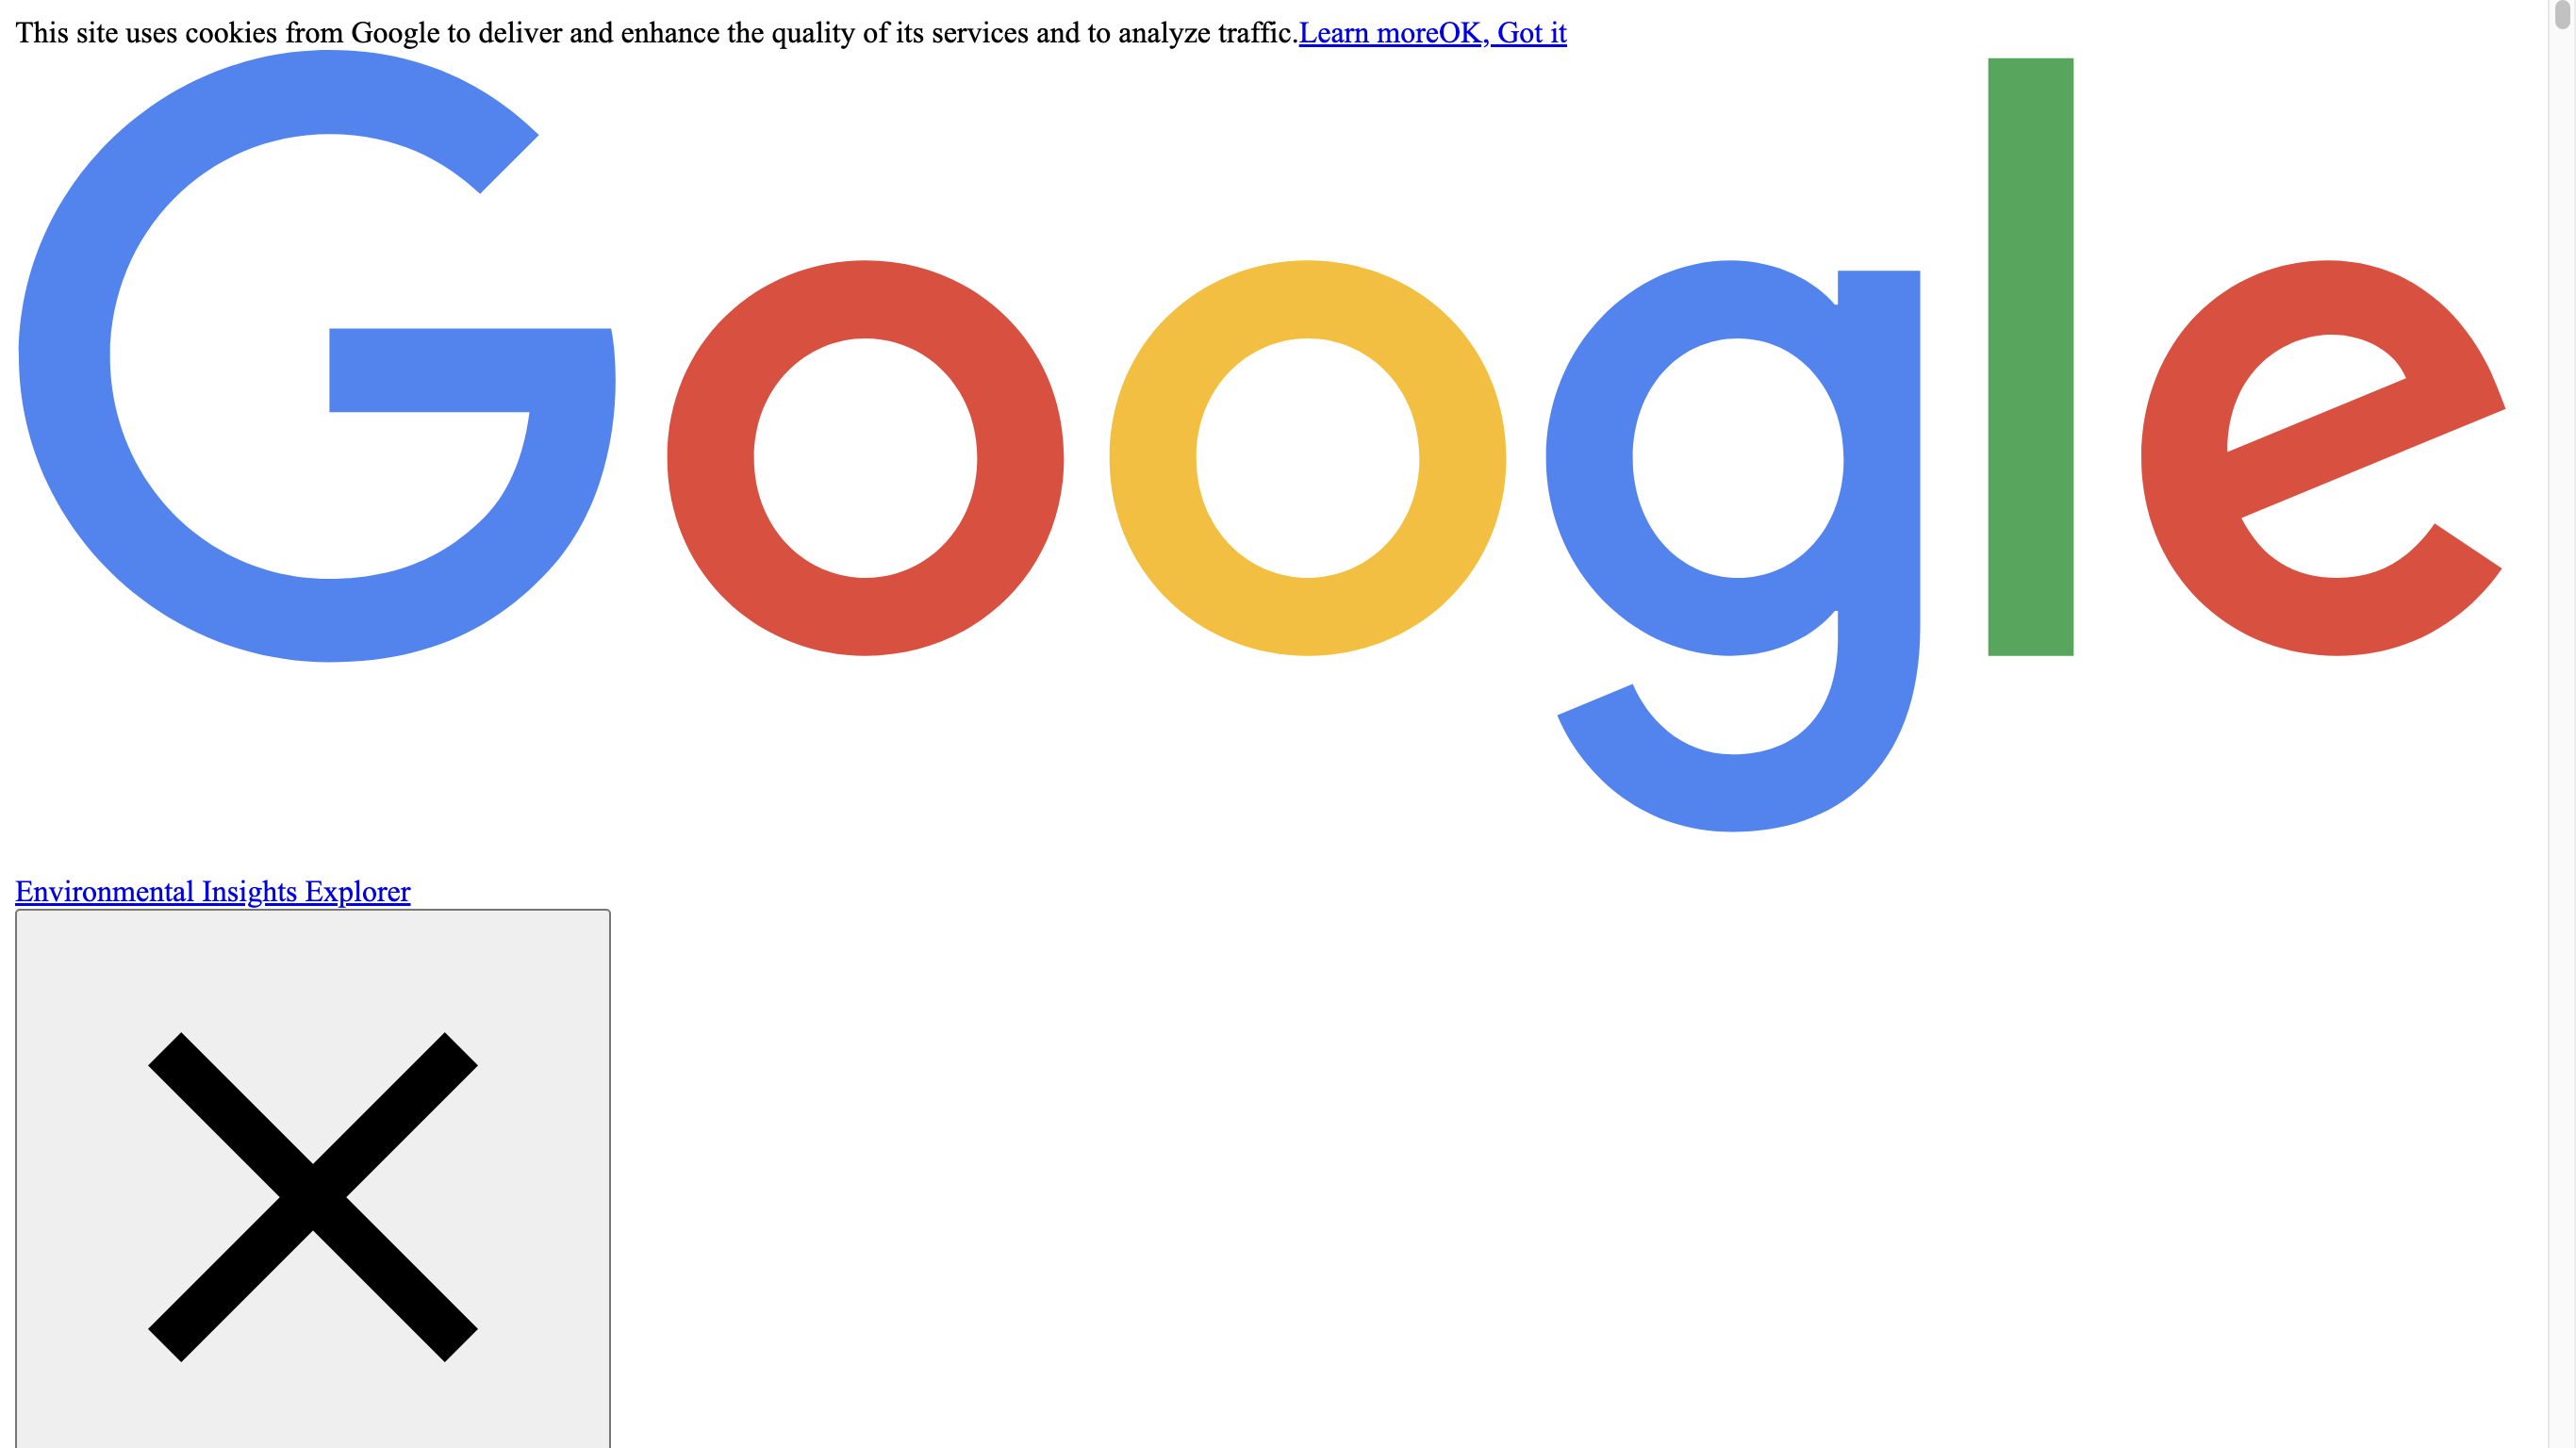 This site uses cookies from Google to deliver and enhance the quality of its services and to analyze traffic.Learn moreOK, Got it
Google
Environmental Insights Explorer